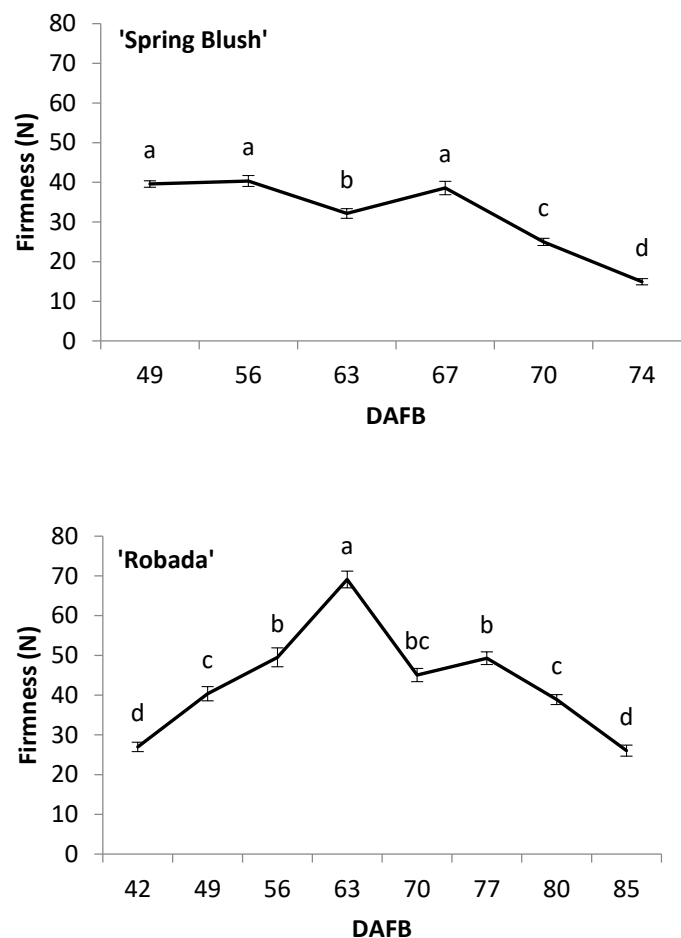 'Spring Blush'
Firmness (N)
80
70
60
50
40
30
20
10
0
a
a
b
a
c
d
49 56 63 67 70 74
DAFB
'Robada'
Firmness (N)
80
70
60
50
40
30
20
10
0
d
c
b
a
bc
b
c
d
42 49 56 63 70 77 80 85
DAFB